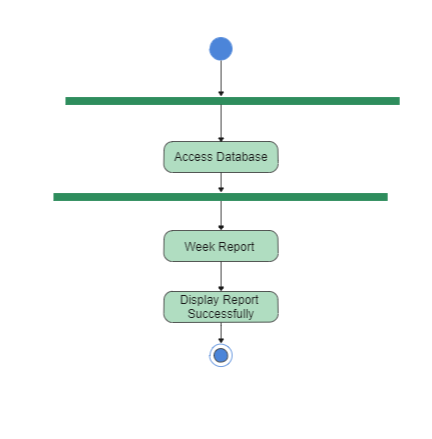 Access Database
Week Report
Display Report
Successfully